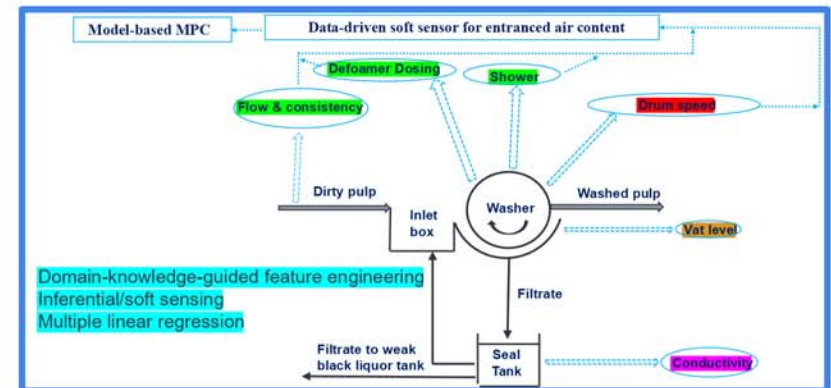 Model-based MPC
Data-driven soft sensor for entranced air content
Defoamer Dosing
Shower
Flow & consistency
Drum speed
Dirty pulp
Inlet
box
Washer
Washed pulp
Vat level
Domain-knowledge-guided feature engineering
Inferential/soft sensing
Multiple linear regression
Filtrate
Filtrate to weak
black liquor tank
Seal
Tank
Conductivity